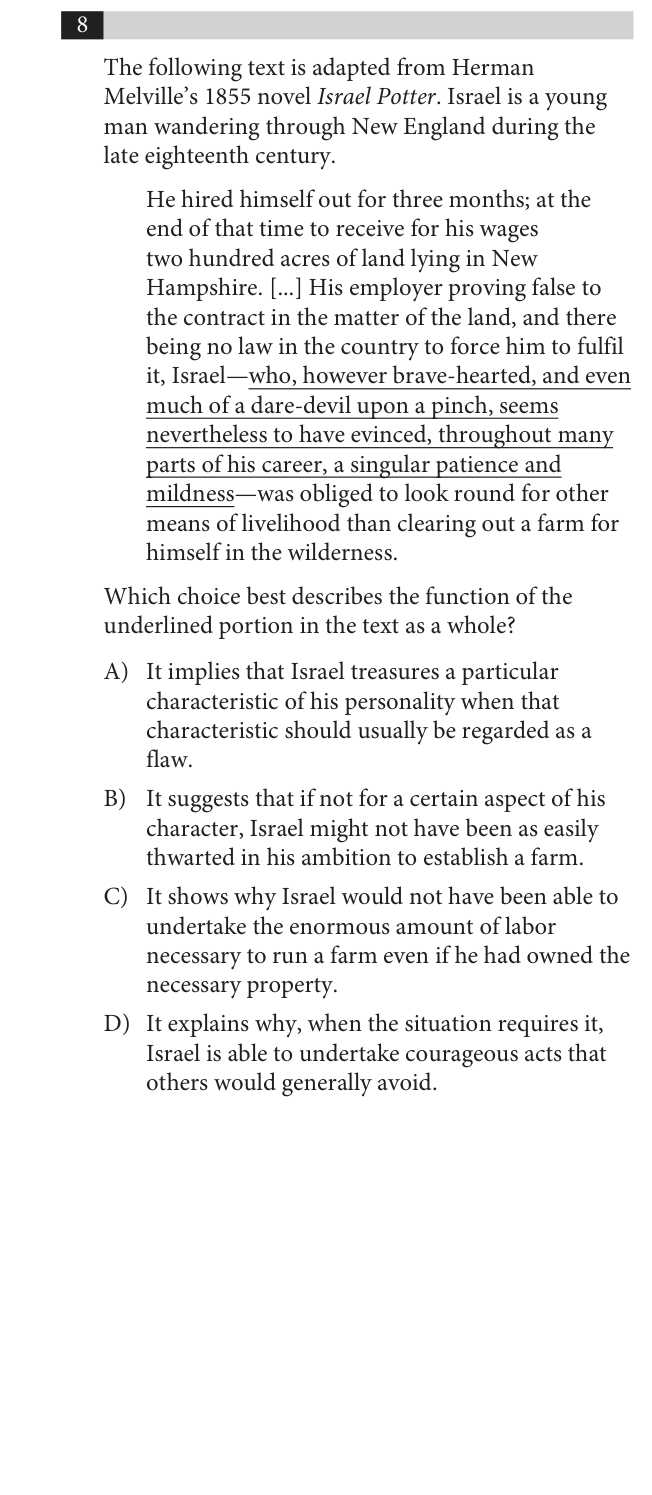 8
The following text is adapted from Herman
Melville’s 1855 novel Israel Potter. Israel is a young
man wandering through New England during the
late eighteenth century.
He hired himself out for three months; at the
end of that time to receive for his wages
two hundred acres of land lying in New
Hampshire. [...] His employer proving false to
the contract in the matter of the land, and there
being no law in the country to force him to fulfil
it, Israel—who, however brave-hearted, and even
much of a dare-devil upon a pinch, seems
nevertheless to have evinced, throughout many
parts of his career, a singular patience and
mildness—was obliged to look round for other
means of livelihood than clearing out a farm for
himself in the wilderness.
Which choice best describes the function of the
underlined portion in the text as a whole?
A) It implies that Israel treasures a particular
characteristic of his personality when that
characteristic should usually be regarded as a
flaw.
B) It suggests that if not for a certain aspect of his
character, Israel might not have been as easily
thwarted in his ambition to establish a farm.
C) It shows why Israel would not have been able to
undertake the enormous amount of labor
necessary to run a farm even if he had owned the
necessary property.
D) It explains why, when the situation requires it,
Israel is able to undertake courageous acts that
others would generally avoid.